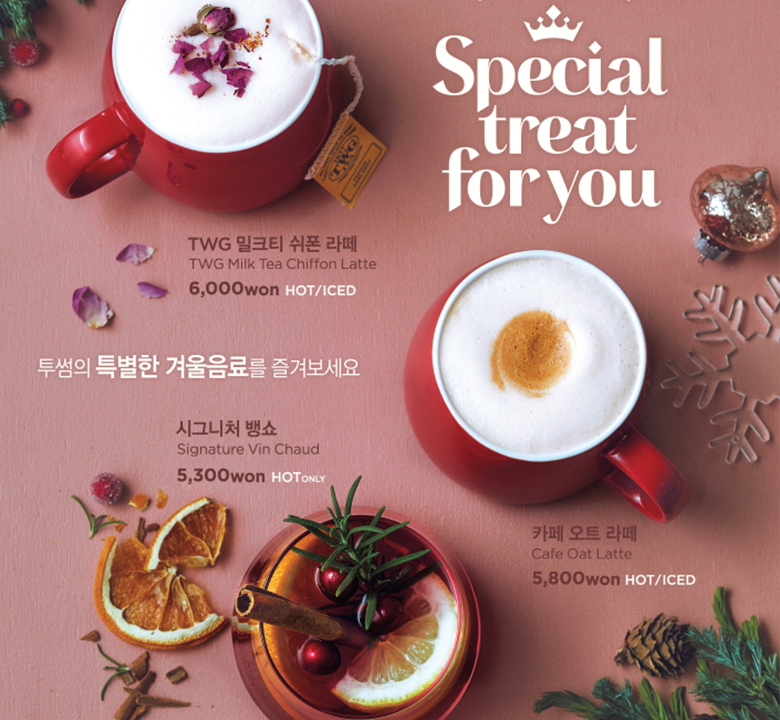 Special
treat
for you
TWG
TWG 밀크티 쉬폰 라떼
TWG Milk Tea Chiffon Latte
6,000won HOT/ICED
투썸의 특별한 겨울음료를 즐겨보세요
시그니처 뱅쇼
Signature Vin Chaud
5,300won HOT ONLY
카페 오트 라떼
Cafe Oat Latte
5,800won HOT/ICED